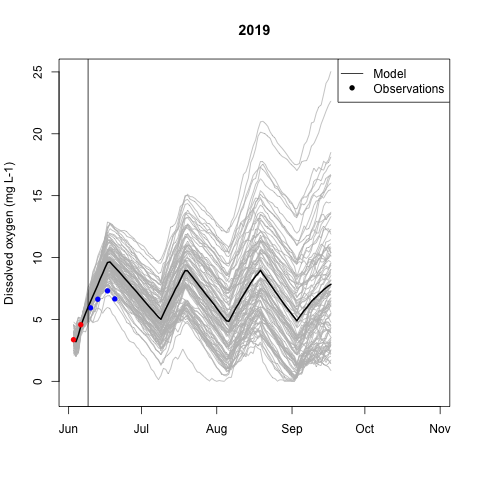 2019
Model
Observations
Dissolved oxygen (mg L-1)
25
20
15
10
5
0
Jun Jul Aug Sep Oct Nov